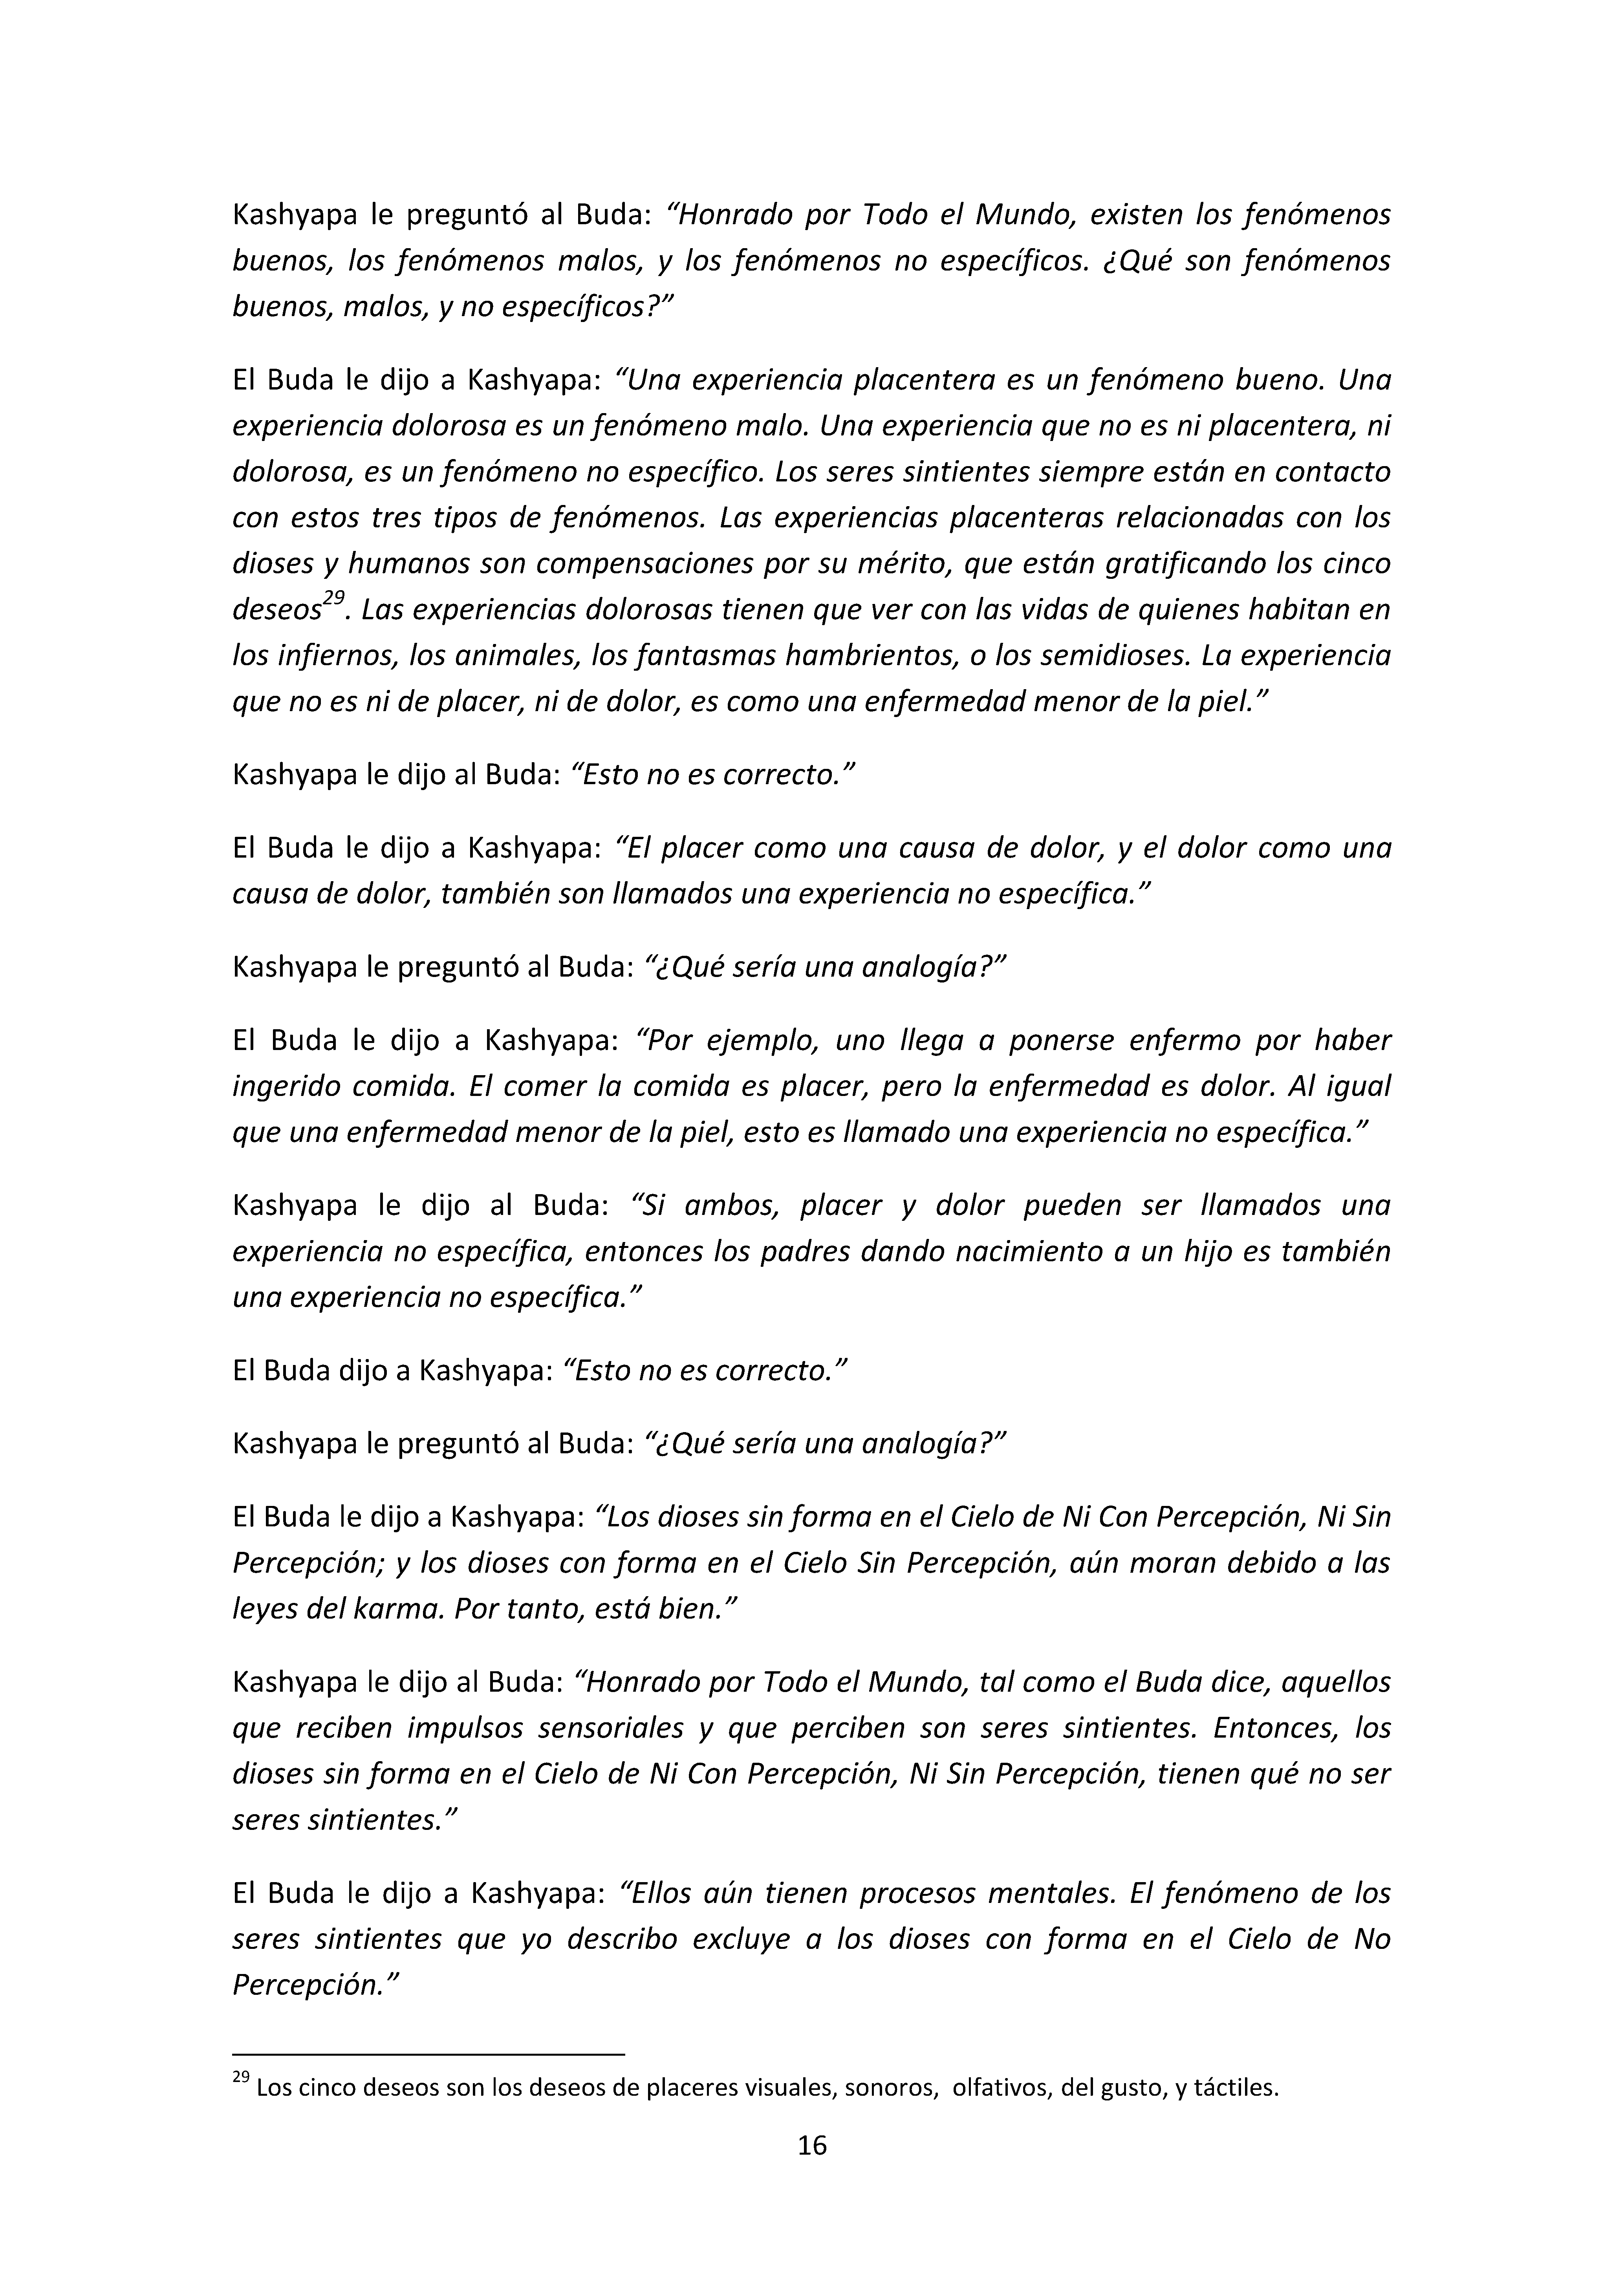 Kashyapa le preguntó al Buda: “Honrado por Todo el Mundo, existen los fenómenos
buenos, los fenómenos malos, y los fenómenos no específicos. ¿Qué son fenómenos
buenos, malos, y no específicos?”
El Buda le dijo a Kashyapa: “Una experiencia placentera es un fenómeno bueno. Una
experiencia dolorosa es un fenómeno malo. Una experiencia que no es ni placentera, ni
dolorosa, es un fenómeno no específico. Los seres sintientes siempre están en contacto
con estos tres tipos de fenómenos. Las experiencias placenteras relacionadas con los
dioses y humanos son compensaciones por su mérito, que están gratificando los cinco
deseos29. Las experiencias dolorosas tienen que ver con las vidas de quienes habitan en
los infiernos, los animales, los fantasmas hambrientos, o los semidioses. La experiencia
que no es ni de placer, ni de dolor, es como una enfermedad menor de la piel.”
Kashyapa le dijo al Buda: “Esto no es correcto.”
El Buda le dijo a Kashyapa: “El placer como una causa de dolor, y el dolor como una
causa de dolor, también son llamados una experiencia no específica.”
Kashyapa le preguntó al Buda: “¿Qué sería una analogía?”
El Buda le dijo a Kashyapa: “Por ejemplo, uno llega a ponerse enfermo por haber
ingerido comida. El comer la comida es placer, pero la enfermedad es dolor. Al igual
que una enfermedad menor de la piel, esto es llamado una experiencia no específica.”
Kashyapa le dijo al Buda: “Si ambos, placer y dolor pueden ser llamados una
experiencia no específica, entonces los padres dando nacimiento a un hijo es también
una experiencia no específica.”
El Buda dijo a Kashyapa: “Esto no es correcto.”
Kashyapa le preguntó al Buda: “¿Qué sería una analogía?”
El Buda le dijo a Kashyapa: “Los dioses sin forma en el Cielo de Ni Con Percepción, Ni Sin
Percepción; y los dioses con forma en el Cielo Sin Percepción, aún moran debido a las
leyes del karma. Por tanto, está bien.”
Kashyapa le dijo al Buda: “Honrado por Todo el Mundo, tal como el Buda dice, aquellos
que reciben impulsos sensoriales y que perciben son seres sintientes. Entonces, los
dioses sin forma en el Cielo de Ni Con Percepción, Ni Sin Percepción, tienen qué no ser
seres sintientes.”
El Buda le dijo a Kashyapa: “Ellos aún tienen procesos mentales. El fenómeno de los
seres sintientes que yo describo excluye a los dioses con forma en el Cielo de No
Percepción.”
29 Los cinco deseos son los deseos de placeres visuales, sonoros, olfativos, del gusto, y táctiles.
16